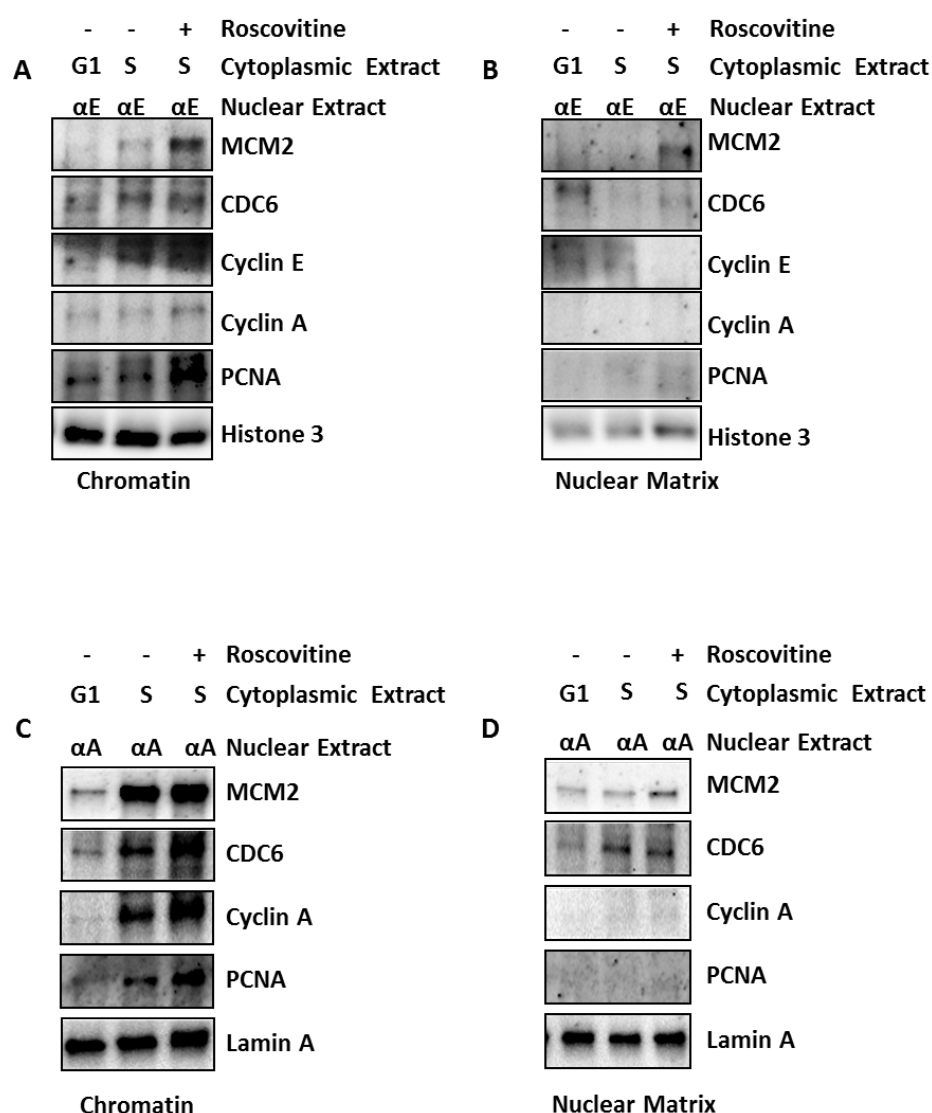 - - + Roscovitine
A G1 S S Cytoplasmic Extract
αE αE αE Nuclear Extract
MCM2
CDC6
Cyclin E
Cyclin A
PCNA
Histone 3
Chromatin
- - + Roscovitine
B G1 S S Cytoplasmic Extract
αE αE αE Nuclear Extract
MCM2
CDC6
Cyclin E
Cyclin A
PCNA
Histone 3
Nuclear Matrix
- - + Roscovitine
G1 S S Cytoplasmic Extract
C αA αA αA Nuclear Extract
MCM2
CDC6
Cyclin A
PCNA
Lamin A
Chromatin
- - + Roscovitine
G1 S S Cytoplasmic Extract
D αA αA αA Nuclear Extract
MCM2
CDC6
Cyclin A
PCNA
Lamin A
Nuclear Matrix